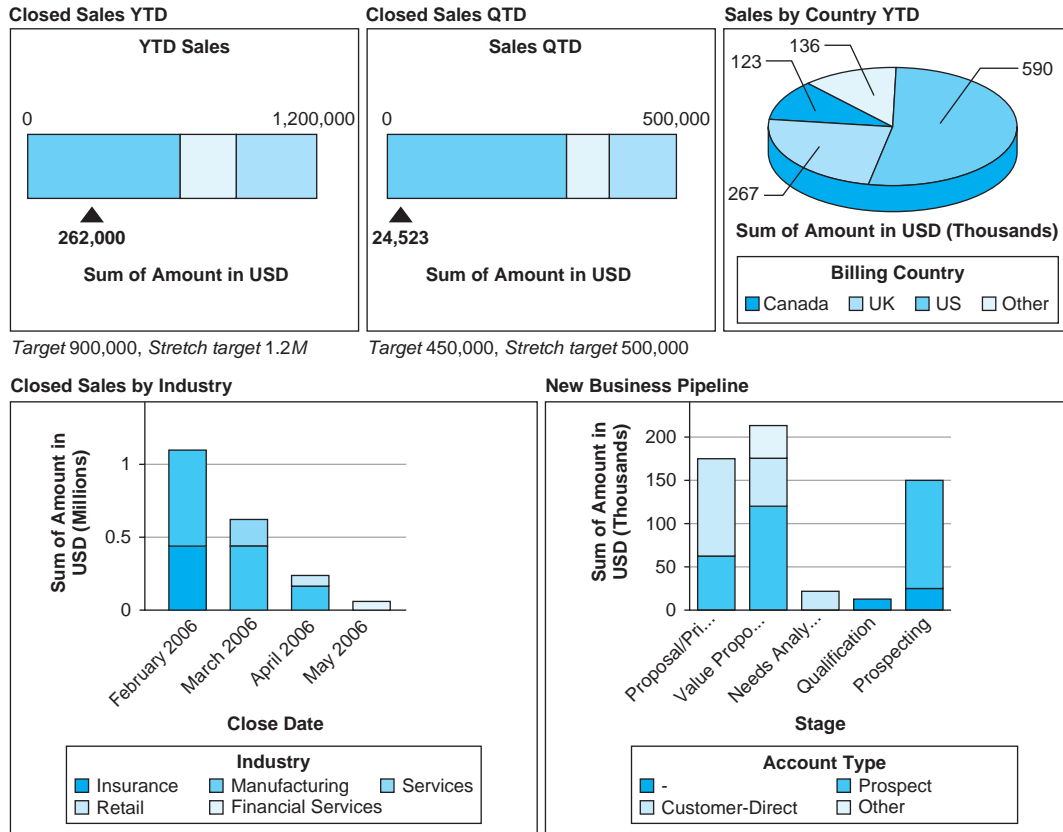 Closed Sales YTD
YTD Sales
0 1,200,000
262,000
Sum of Amount in USD
Target 900,000, Stretch target 1.2M
Closed Sales QTD
Sales QTD
0 500,000
24,523
Sum of Amount in USD
Target 450,000, Stretch target 500,000
Sales by Country YTD
136
123
590
267
Sum of Amount in USD (Thousands)
Billing Country
Canada UK US Other
Closed Sales by Industry
Sum of Amount in
USD (Millions)
1
0.5
0
February 2006
March 2006
April 2006
May 2006
Close Date
Industry
Insurance Manufacturing Services
Retail Financial Services
New Business Pipeline
Sum of Amount in
USD (Thousands)
200
150
100
50
0
Proposal/Pri...
Value Propo...
Needs Analy...
Qualification
Prospecting
Stage
Account Type
- Prospect
Customer-Direct Other